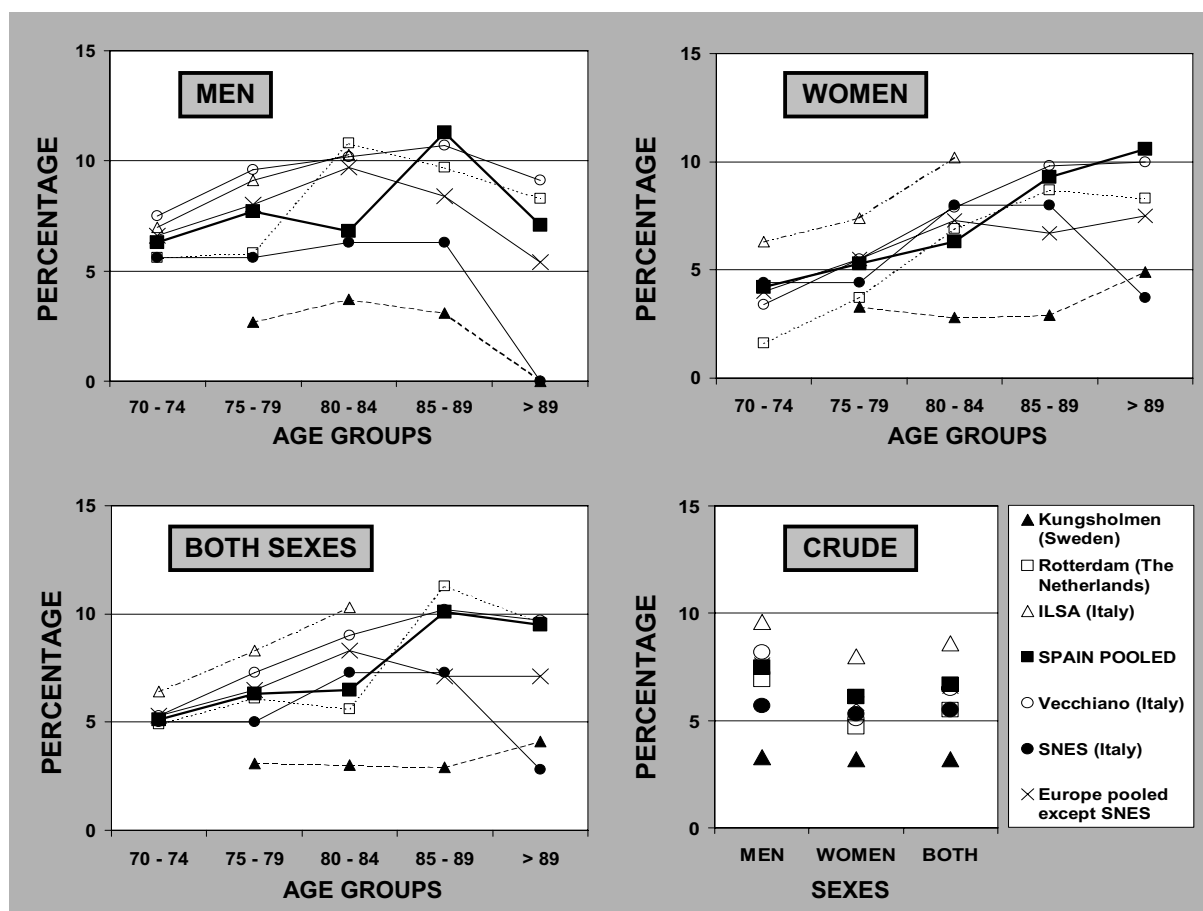 MEN
PERCENTAGE
15
10
5
0
70 - 74 75 - 79 80 - 84 85 - 89 > 89
AGE GROUPS
WOMEN
PERCENTAGE
15
10
5
0
70 - 74 75 - 79 80 - 84 85 - 89 > 89
AGE GROUPS
BOTH SEXES
PERCENTAGE
15
10
5
0
70 - 74 75 - 79 80 - 84 85 - 89 > 89
AGE GROUPS
CRUDE
PERCENTAGE
15
10
5
0
MEN WOMEN BOTH
SEXES
Kungsholmen
(Sweden)
Rotterdam (The
Netherlands)
ILSA (Italy)
SPAIN POOLED
Vecchiano (Italy)
SNES (Italy)
Europe pooled
except SNES